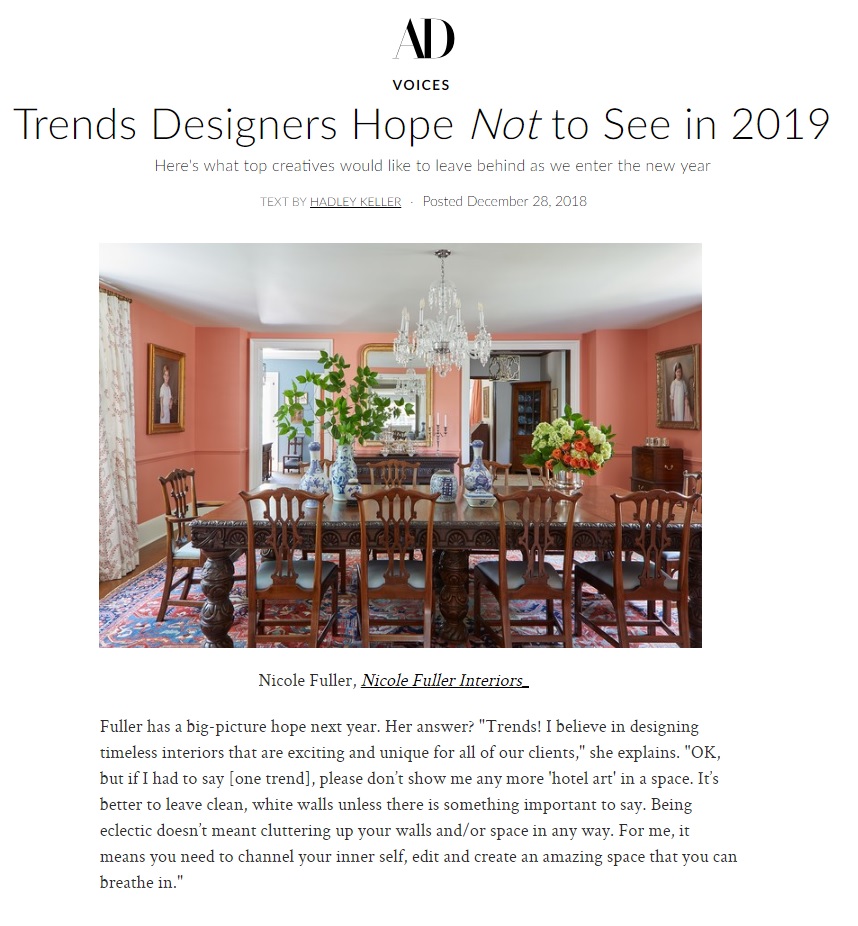 AD
VOICES
Trends Designers Hope Not to See in 2019
Here's what top creatives would like to leave behind as we enter the new year
TEXT BY HADLEY KELLER · Posted December 28, 2018
Nicole Fuller, Nicole Fuller Interiors_
Fuller has a big-picture hope next year. Her answer? "Trends! I believe in designing
timeless interiors that are exciting and unique for all of our clients," she explains. "OK,
but if I had to say [one trend], please don’t show me any more 'hotel art' in a space. It’s
better to leave clean, white walls unless there is something important to say. Being
eclectic doesn’t meant cluttering up your walls and/or space in any way. For me, it
means you need to channel your inner self, edit and create an amazing space that you can
breathe in."